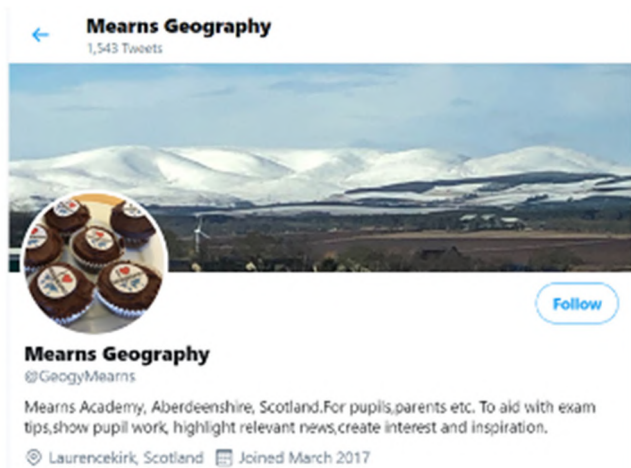 Mearns Geography
1,543 Tweets
Follow
Mearns Geography
@GeogyMearns
Mearns Academy, Aberdeenshire, Scotland.For pupils,parents etc. To aid with exam
tips,show pupil work, highlight relevant news,create interest and inspiration.
Laurencekirk, Scotland Joined March 2017